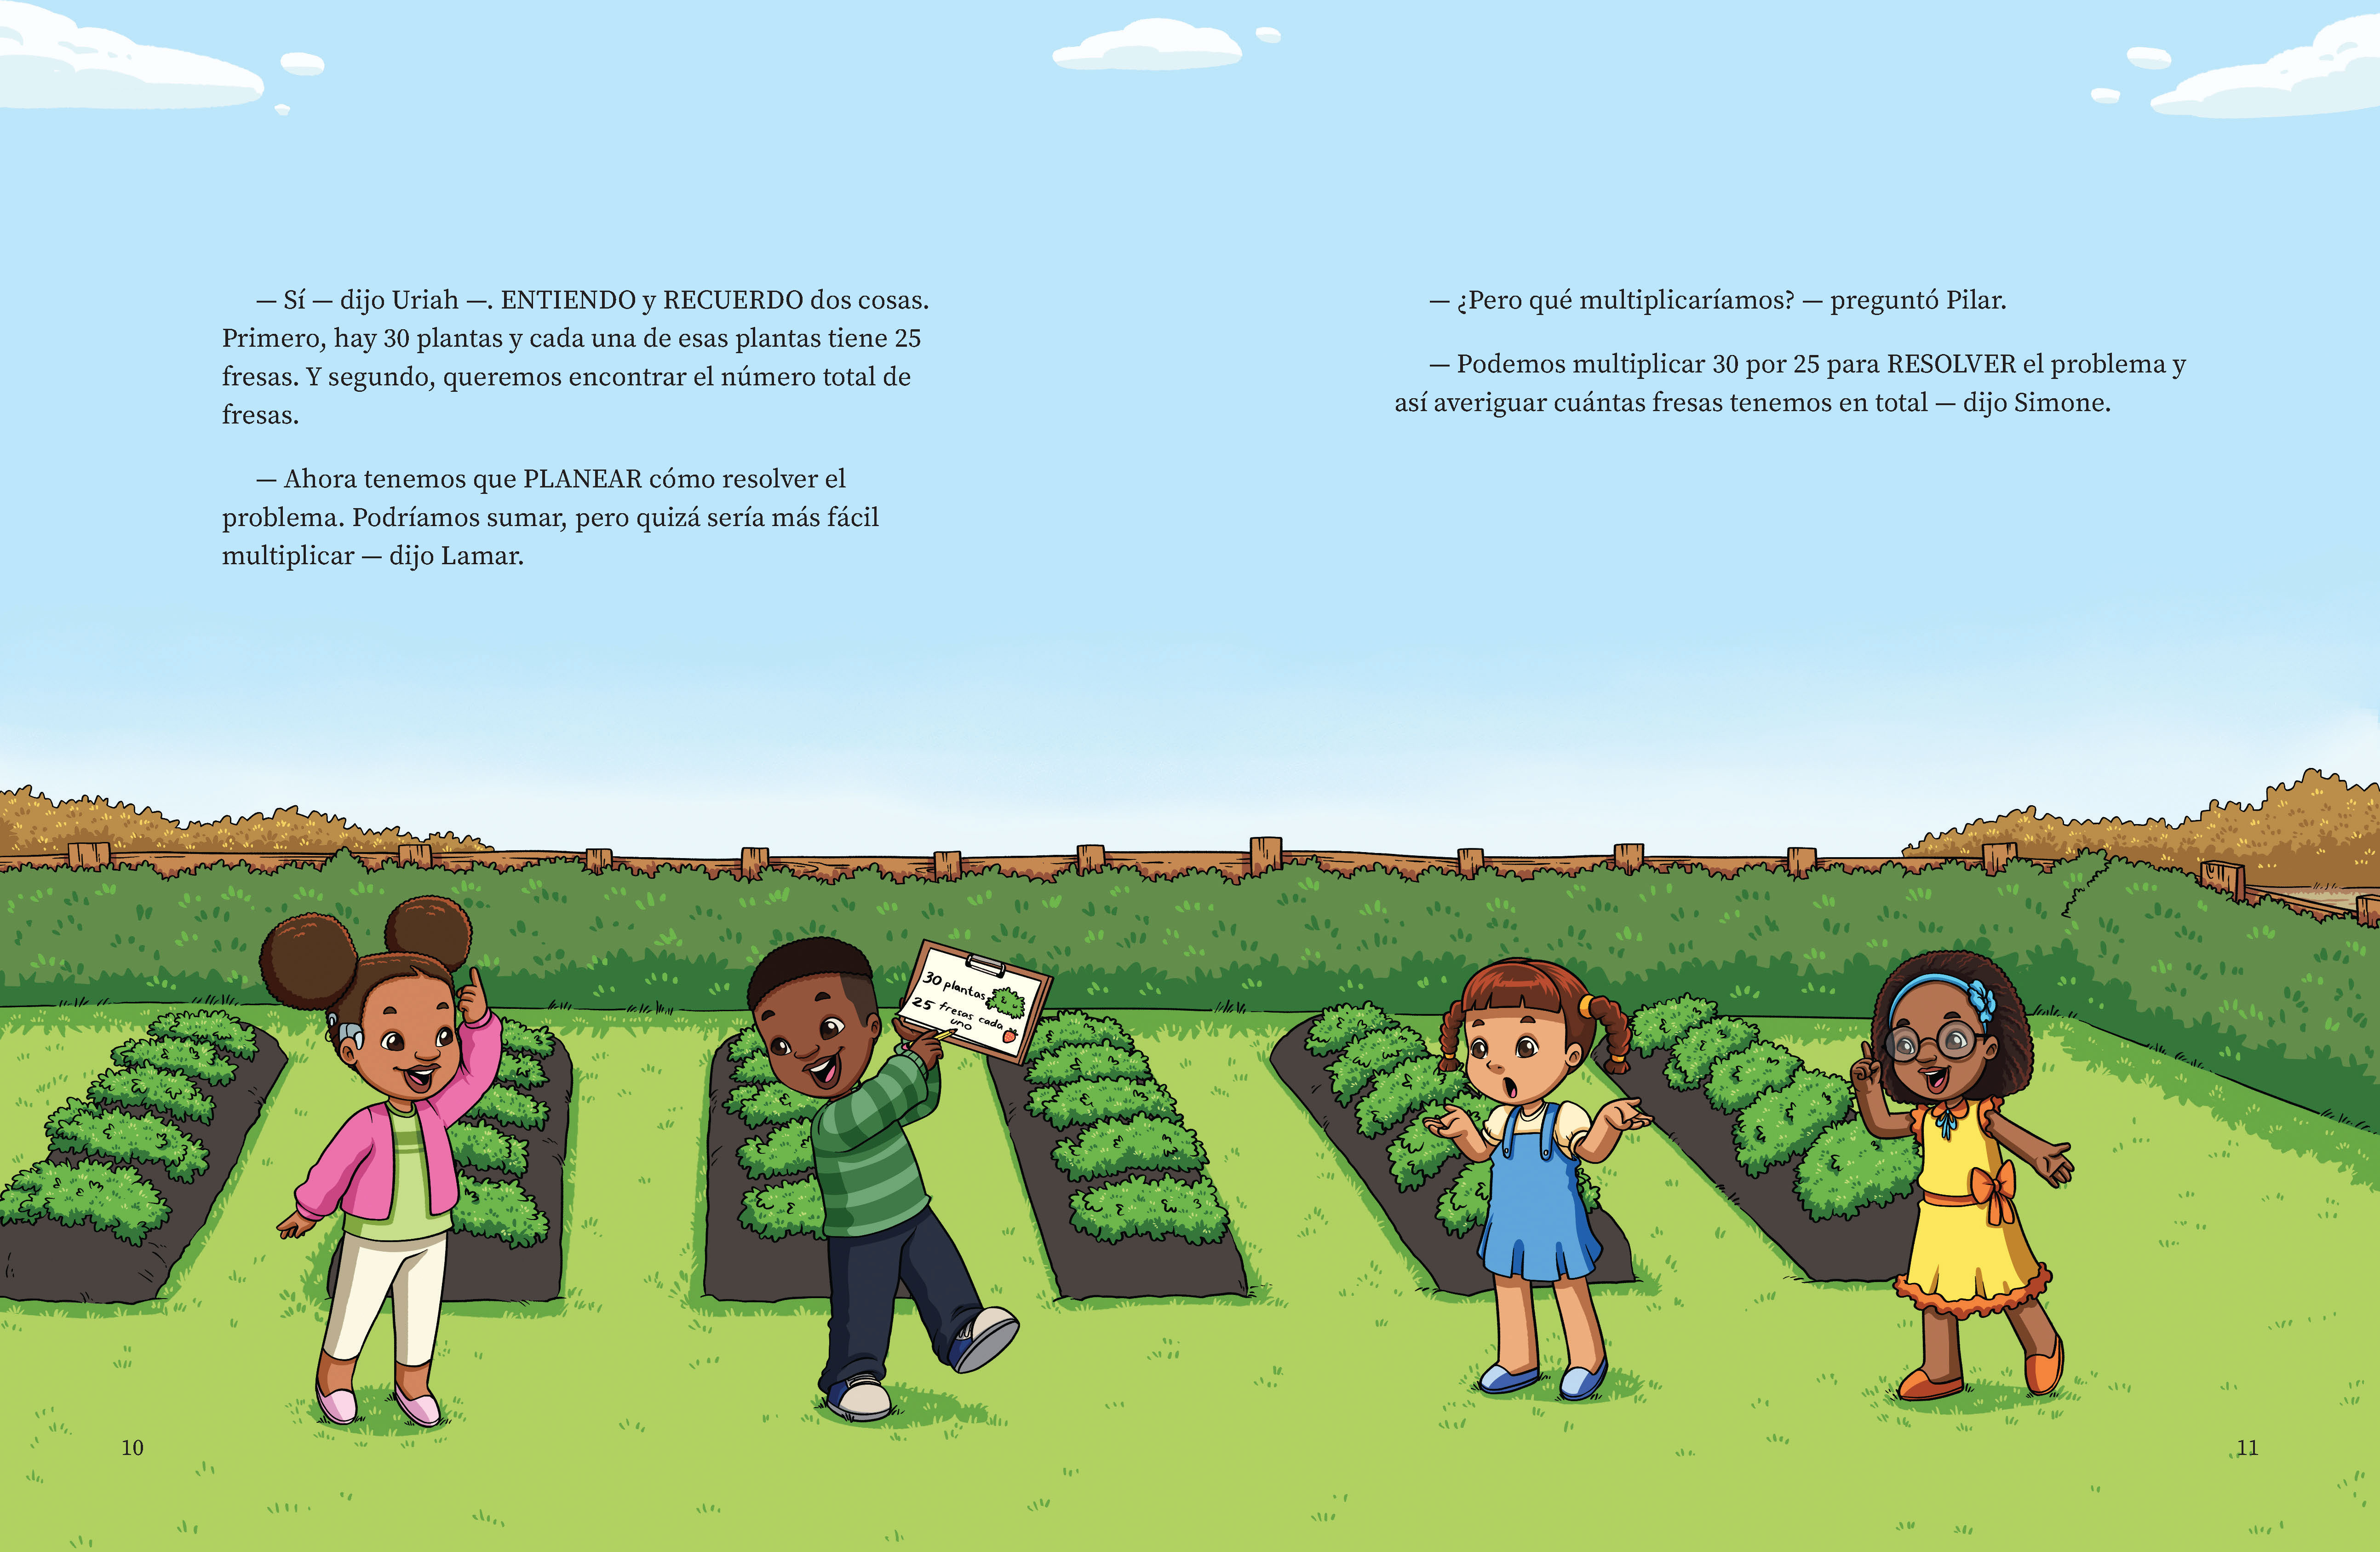 — Sí — dijo Uriah —. ENTIENDO y RECUERDO dos cosas.
Primero, hay 30 plantas y cada una de esas plantas tiene 25
fresas. Y segundo, queremos encontrar el número total de
fresas.
— Ahora tenemos que PLANEAR cómo resolver el
problema. Podríamos sumar, pero quizá sería más fácil
multiplicar — dijo Lamar.
— ¿Pero qué multiplicaríamos? — preguntó Pilar.
— Podemos multiplicar 30 por 25 para RESOLVER el problema y
así averiguar cuántas fresas tenemos en total — dijo Simone.
30 plantas
25 fresas cada
uno
10
11